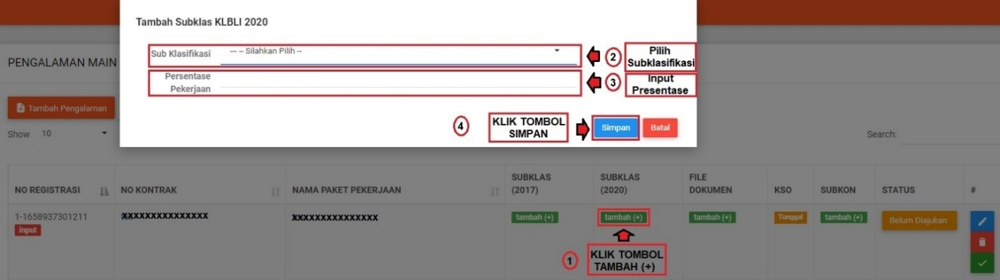 Tambah Subklas KLBLI 2020
Sub Klasifikasi
--- -- Silahkan Pilih --
2
Pilih
Subklasifikasi
Persentase
Pekerjaan
3
Input
Presentase
4
KLIK TOMBOL
SIMPAN
Simpan
Batal
PENGALAMAN MAIN
Tambah Pengalaman
Show 10
Search:
NO REGISTRASI
NO KONTRAK
NAMA PAKET PEKERJAAN
SUBKLAS
(2017)
SUBKLAS
(2020)
FILE
DOKUMEN
KSO
SUBKON
STATUS
#
1-1658937301211
input
XXXXXXXXXXXXXXX
XXXXXXXXXXXXXXX
tambah (+)
tambah (+)
tambah (+)
Tunggal
tambah (+)
Belum Diajukan
1
KLIK TOMBOL
TAMBAH (+)